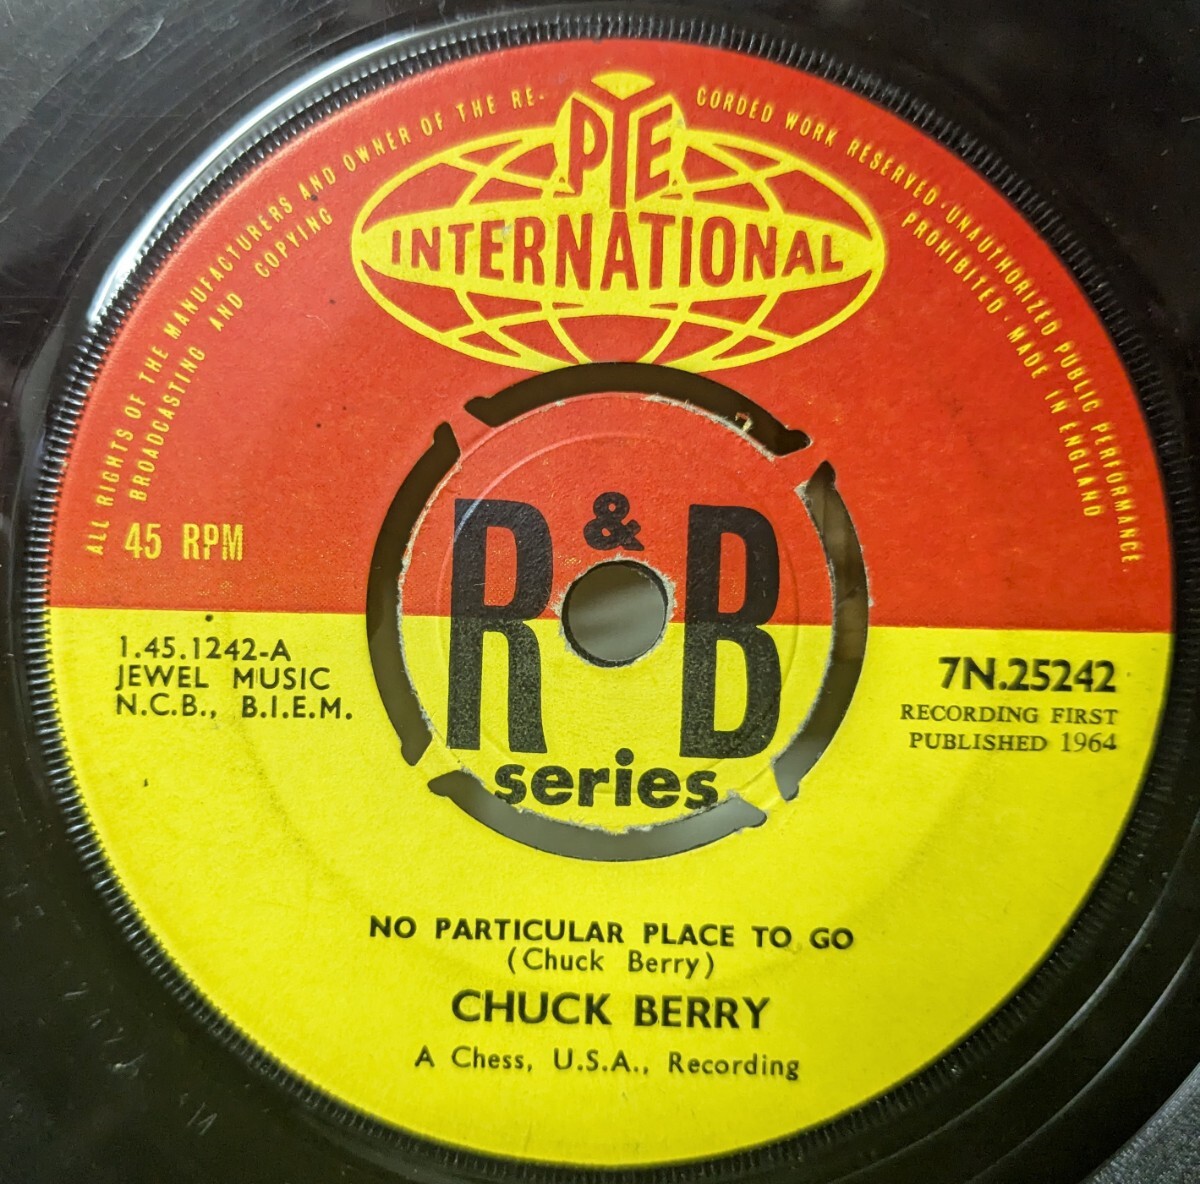 ALL RIGHTS OF THE MANUFACTURERS AND OWNER OF THE RE-CORDED WORK RESERVED·UNAUTHORIZED PUBLIC PERFORMANCE.
BROADCASTING AND COPYING PROHIBITED·MADE IN ENGLAND
PYE
INTERNATIONAL
45 RPM
R&B
series
1.45.1242-A
JEWEL MUSIC
N.C.B., B.I.E.M.
7N.25242
RECORDING FIRST
PUBLISHED 1964
NO PARTICULAR PLACE TO GO
(Chuck Berry)
CHUCK BERRY
A Chess, U.S.A., Recording